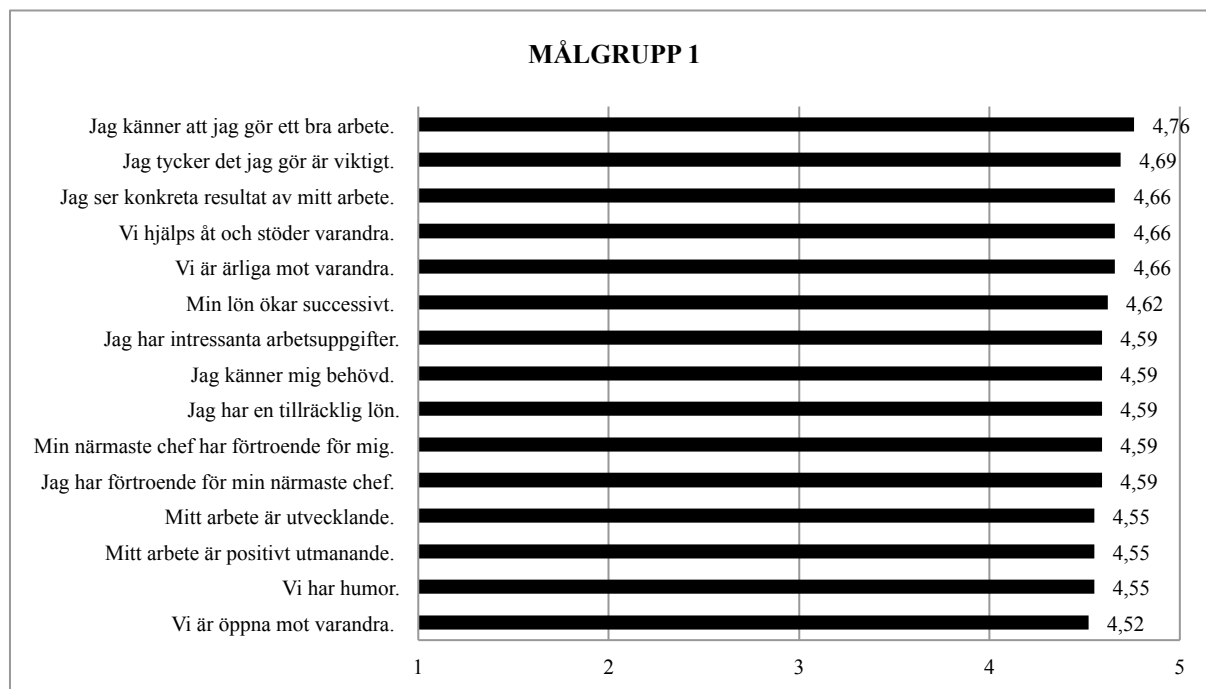 MÅLGRUPP 1
Jag känner att jag gör ett bra arbete. 4,76
Jag tycker det jag gör är viktigt. 4,69
Jag ser konkreta resultat av mitt arbete. 4,66
Vi hjälps åt och stöder varandra. 4,66
Vi är ärliga mot varandra. 4,66
Min lön ökar successivt. 4,62
Jag har intressanta arbetsuppgifter. 4,59
Jag känner mig behövd. 4,59
Jag har en tillräcklig lön. 4,59
Min närmaste chef har förtroende för mig. 4,59
Jag har förtroende för min närmaste chef. 4,59
Mitt arbete är utvecklande. 4,55
Mitt arbete är positivt utmanande. 4,55
Vi har humor. 4,55
Vi är öppna mot varandra. 4,52
1 2 3 4 5